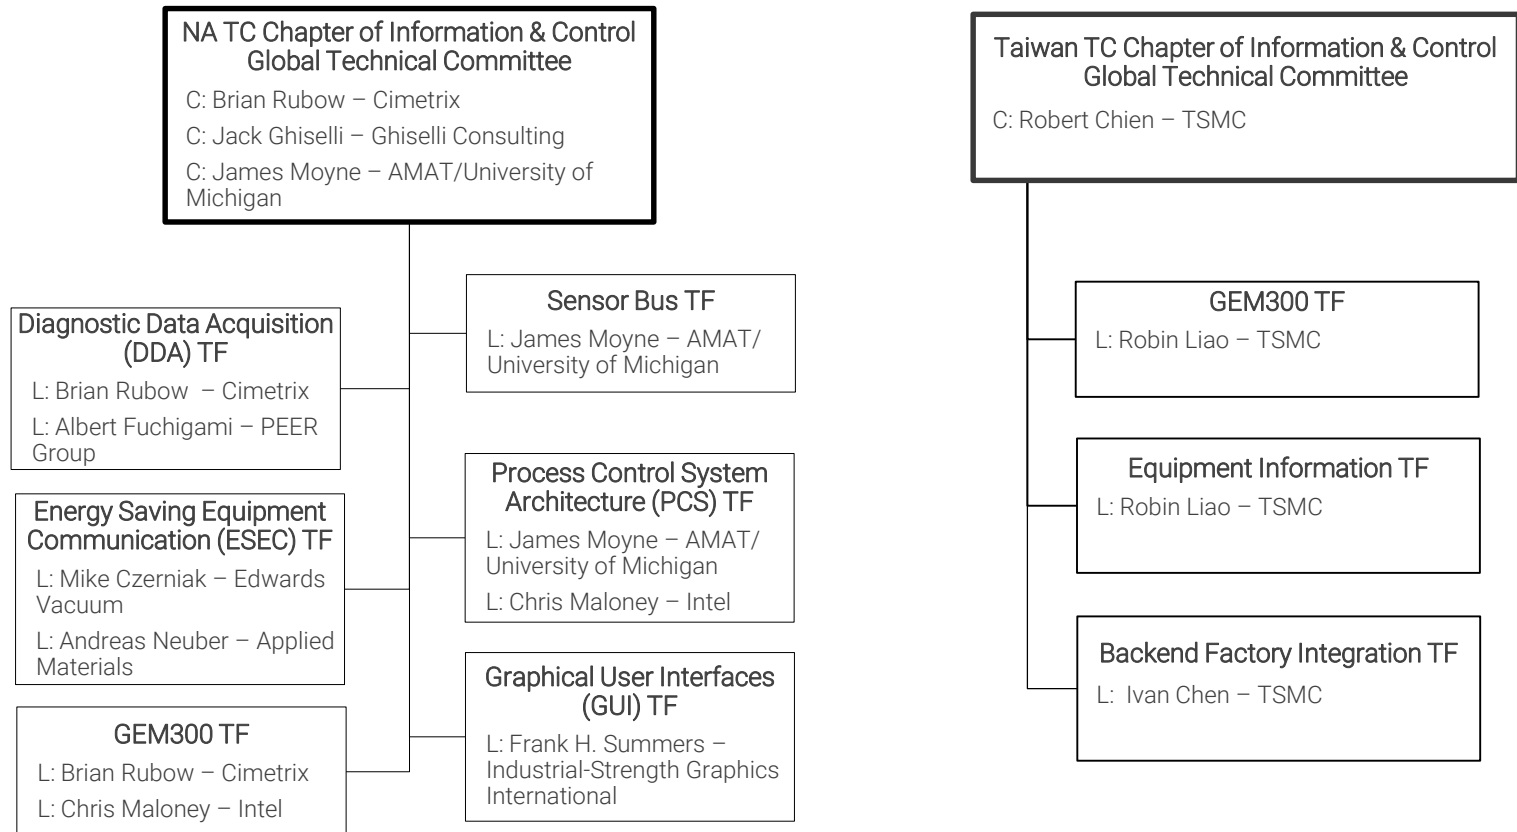 NA TC Chapter of Information & Control
Global Technical Committee
C: Brian Rubow – Cimetrix
C: Jack Ghiselli – Ghiselli Consulting
C: James Moyne – AMAT/University of
Michigan
Diagnostic Data Acquisition
(DDA) TF
L: Brian Rubow  – Cimetrix
L: Albert Fuchigami – PEER
Group
Energy Saving Equipment
Communication (ESEC) TF
L: Mike Czerniak – Edwards
Vacuum
L: Andreas Neuber – Applied
Materials
GEM300 TF
L: Brian Rubow – Cimetrix
L: Chris Maloney – Intel
Sensor Bus TF
L: James Moyne – AMAT/
University of Michigan
Process Control System
Architecture (PCS) TF
L: James Moyne – AMAT/
University of Michigan
L: Chris Maloney – Intel
Graphical User Interfaces
(GUI) TF
L: Frank H. Summers –
Industrial-Strength Graphics
International
Taiwan TC Chapter of Information & Control
Global Technical Committee
C: Robert Chien – TSMC
GEM300 TF
L: Robin Liao – TSMC
Equipment Information TF
L: Robin Liao – TSMC
Backend Factory Integration TF
L:  Ivan Chen – TSMC